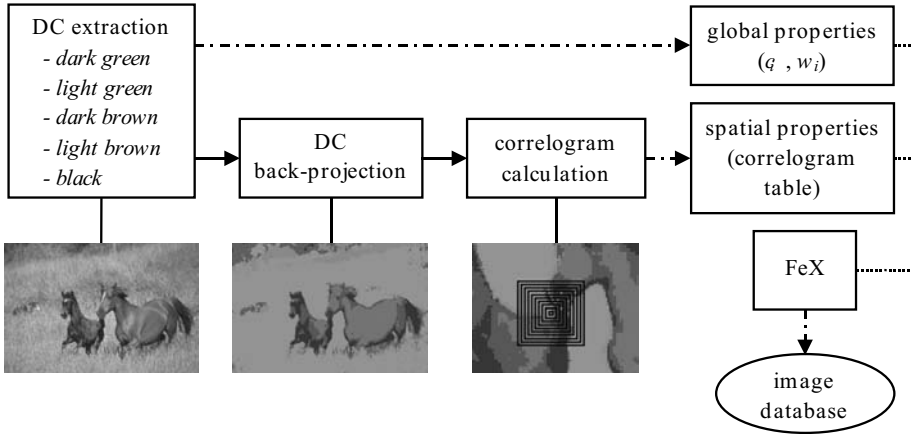 DC extraction
- dark green
- light green
- dark brown
- light brown
- black
DC
back-projection
correlogram
calculation
global properties
(c , w i)
spatial properties
(correlogram
table)
FeX
image
database